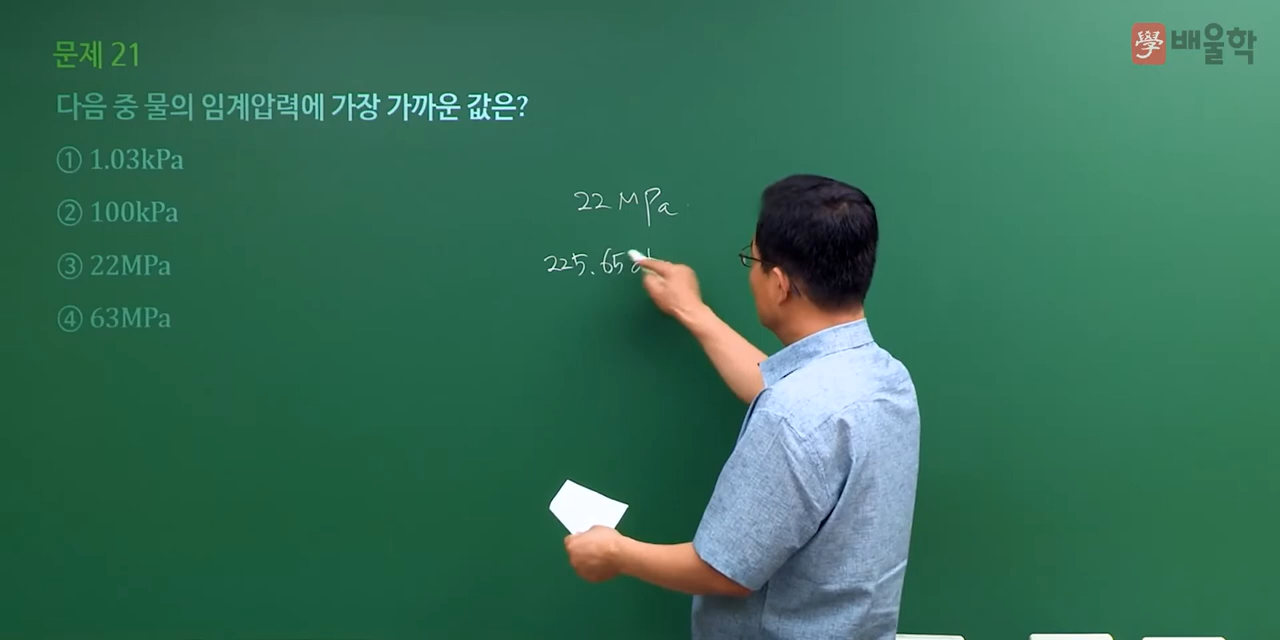 學 배울학
문제 21
다음 중 물의 임계압력에 가장 가까운 값은?
① 1.03kPa
② 100kPa
③ 22MPa
④ 63MPa
22 MPa
225.65